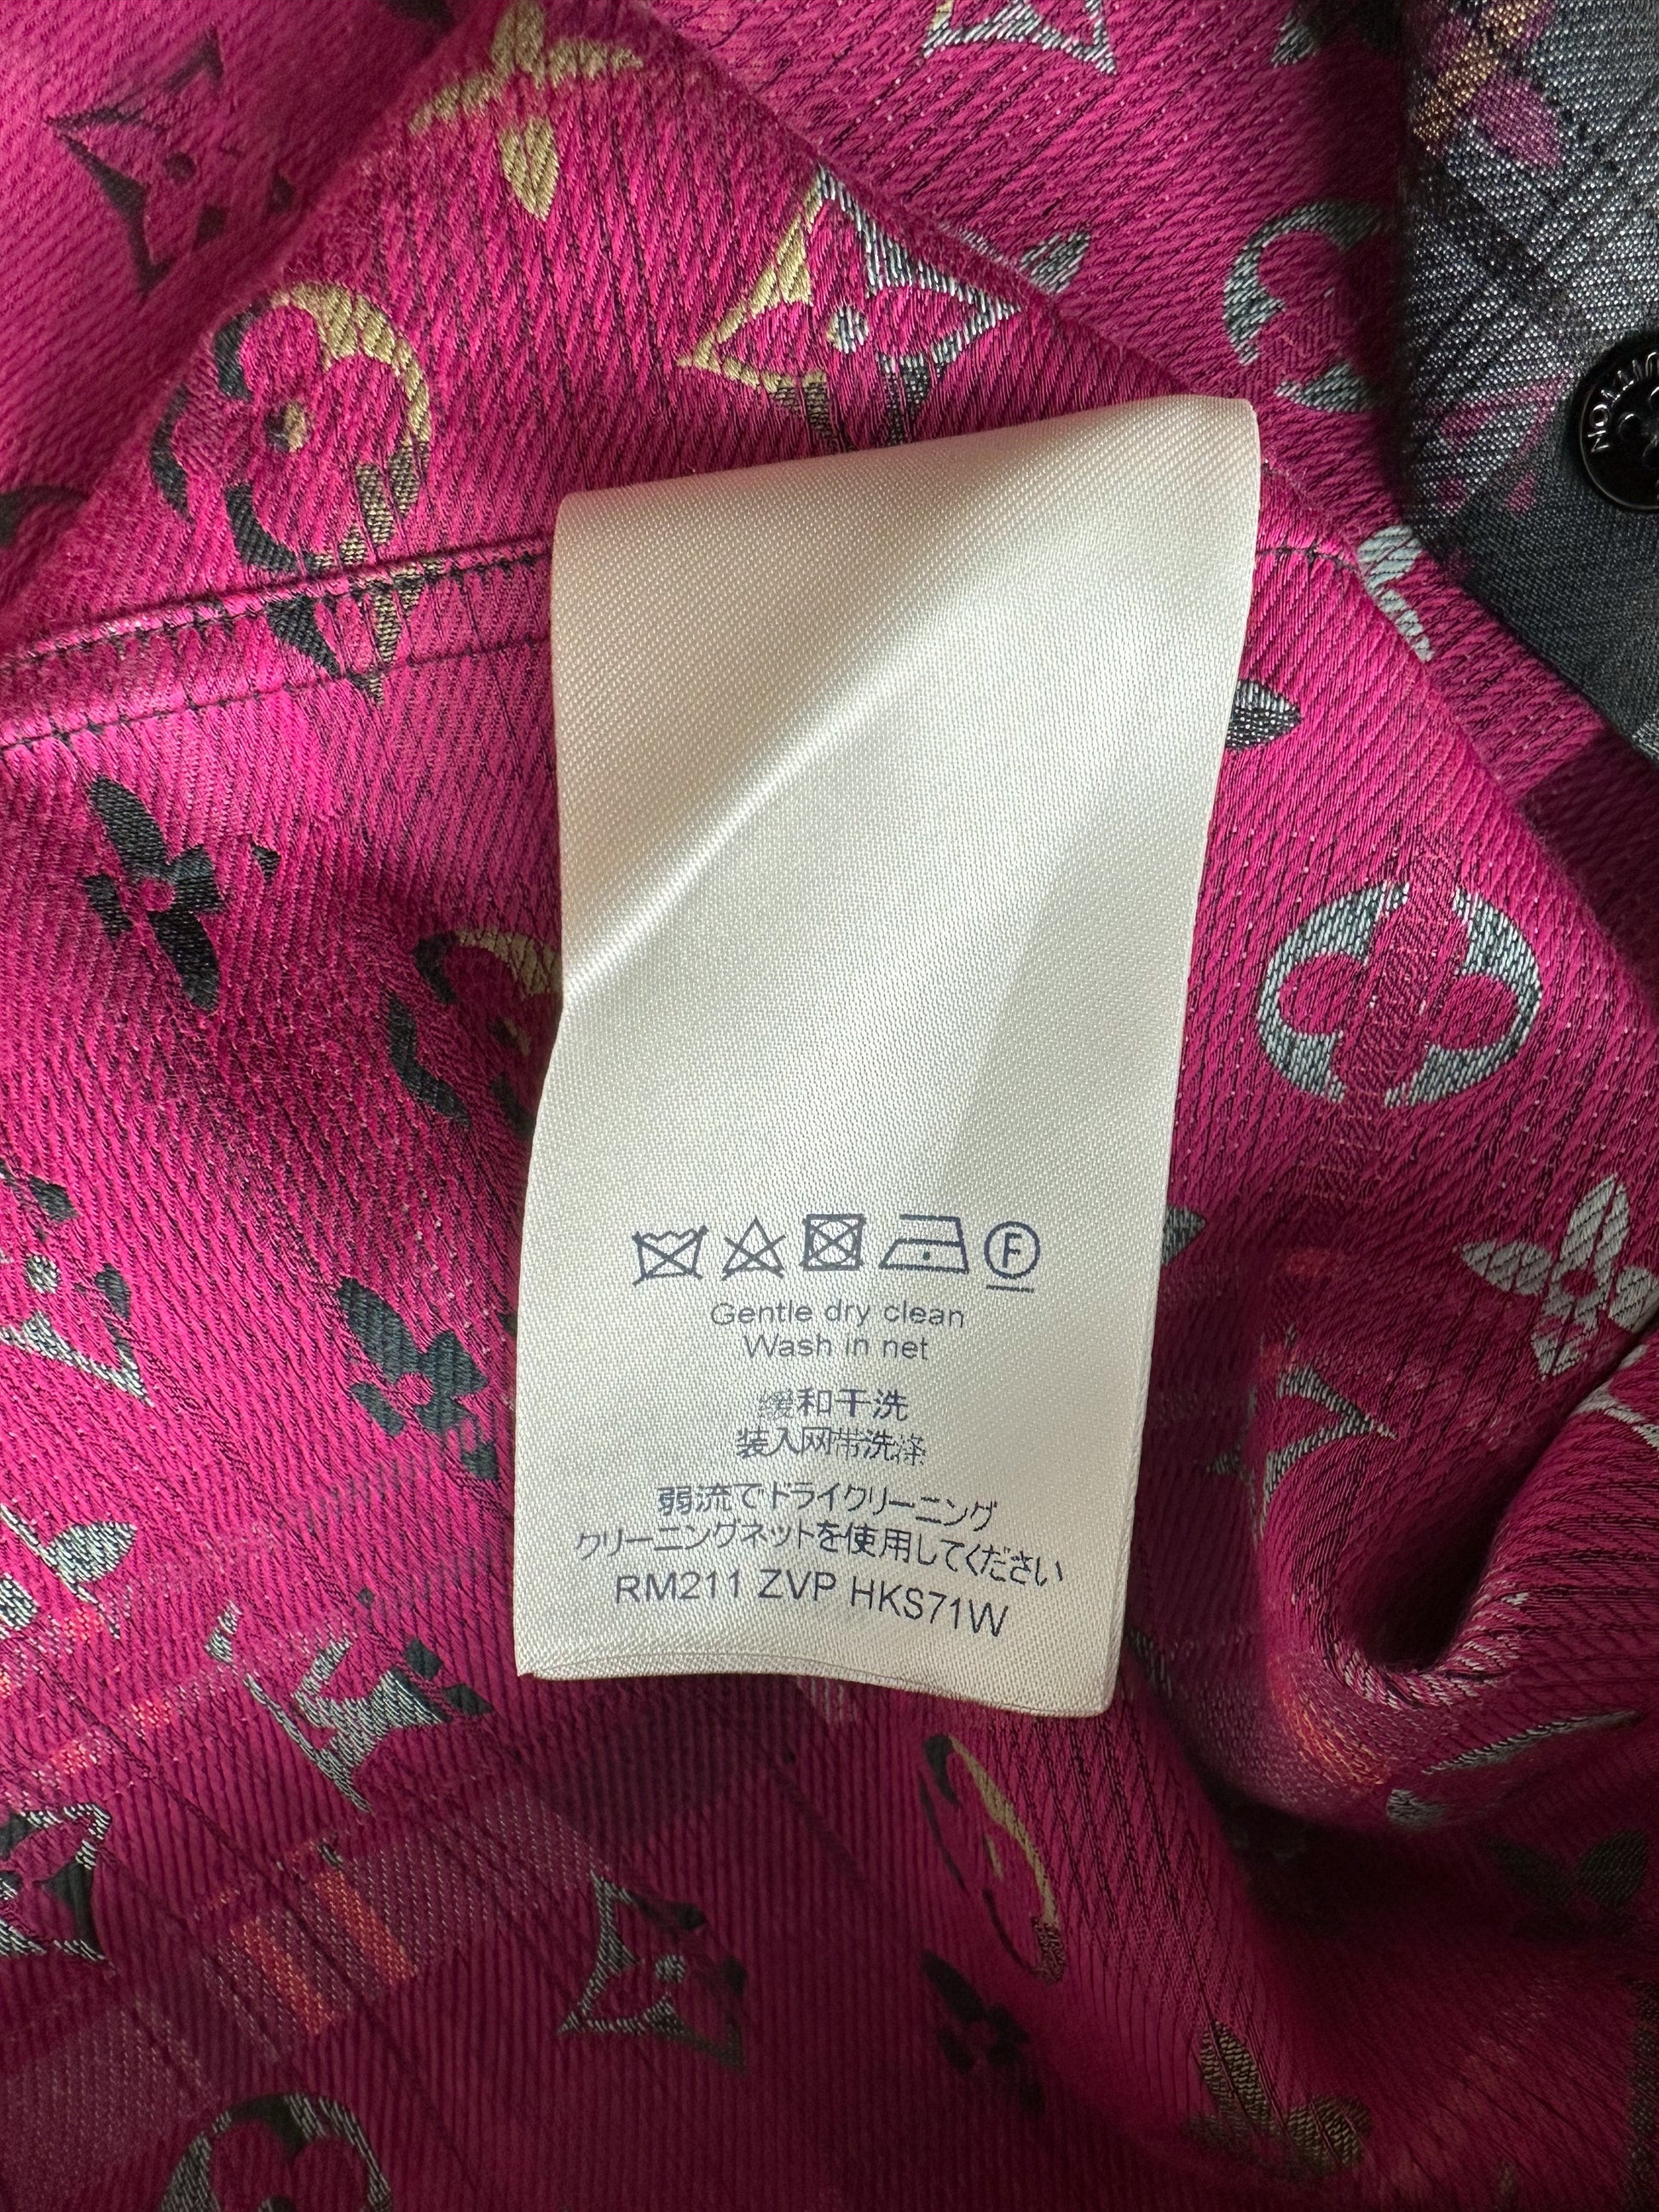 VUITTON
F
Gentle dry clean
Wash in net
缓和干洗
装入网带洗涤
弱流でドライクリーニング
クリーニングネットを使用してください
RM211 ZVP HKS71W